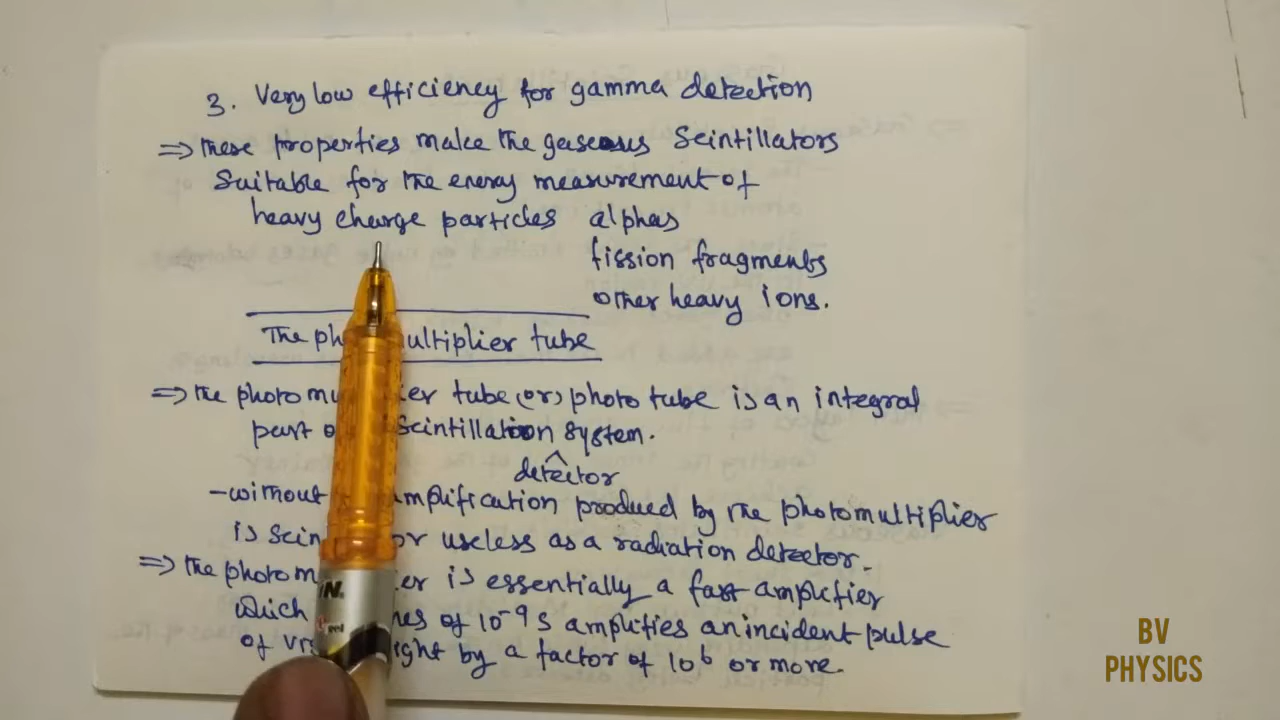 3. Very low efficiency for gamma detection
⇒ these properties make the gaseous Scintillators
Suitable for the energy measurement of
heavy charge particles alphas
fission fragments
other heavy ions.
The ph multiplier tube
⇒ the photomu ier tube (or) photo tube is an integral
part o Scintillation System.
detector
- without amplification produced by the photomultiplier
is Scin or useless as a radiation detector.
⇒ the photom er is essentially a fast amplifier
which of 10⁻⁹ s amplifies an incident pulse
of ight by a factor of 10⁶ or more.
BV
PHYSICS